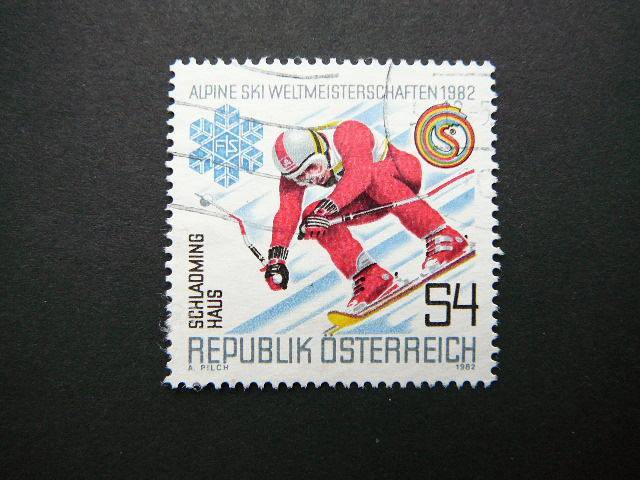 ALPINE SKI WELTMEISTERSCHAFTEN 1982
FIS
SCHLADMING
HAUS
S4
REPUBLIK ÖSTERREICH
A. PILCH
1982